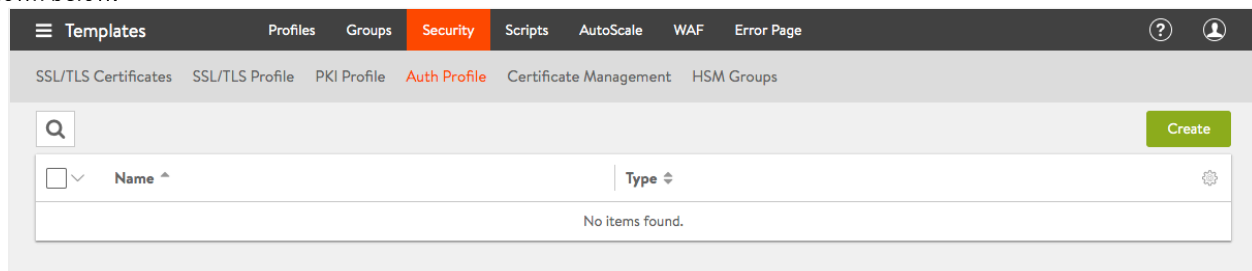 Templates Profiles Groups Security Scripts AutoScale WAF Error Page ?
SSL/TLS Certificates SSL/TLS Profile PKI Profile Auth Profile Certificate Management HSM Groups
Create
Name Type
No items found.